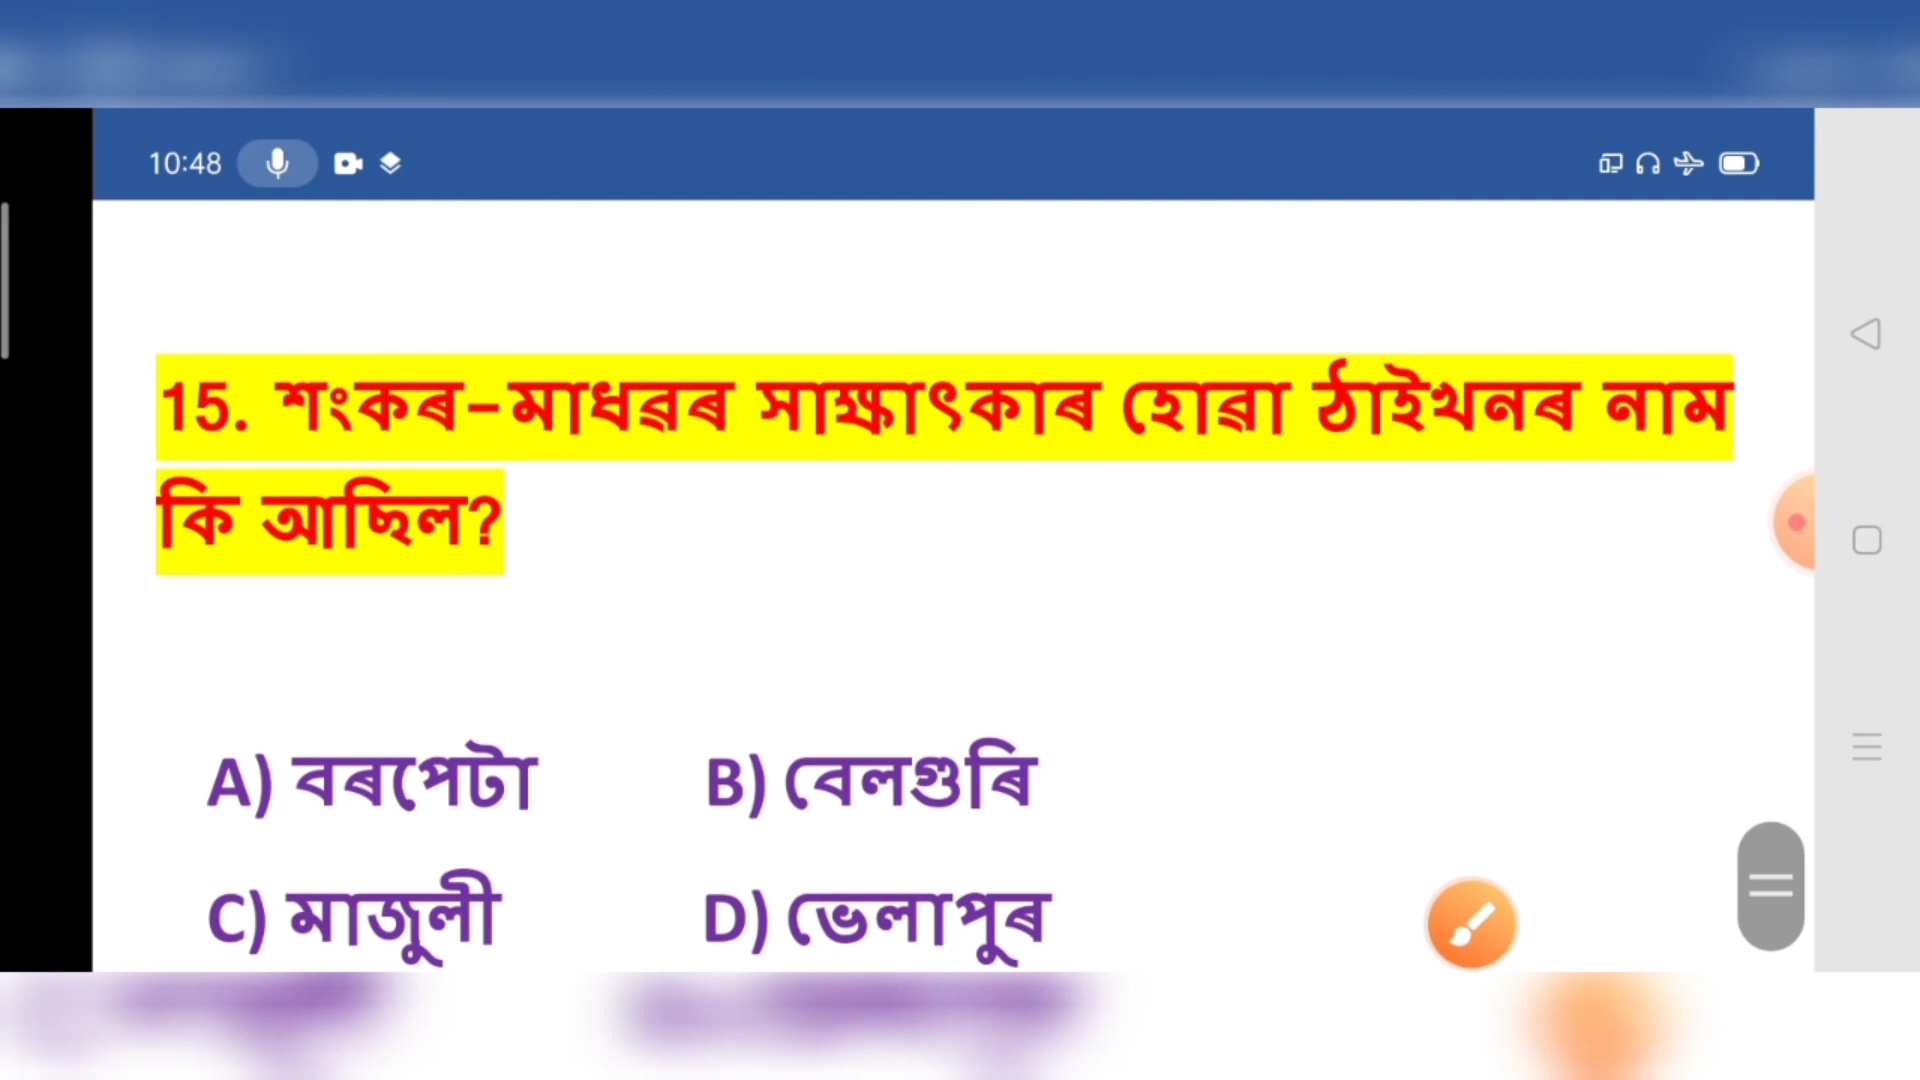 10:48
15. শংকৰ-মাধৱৰ সাক্ষাৎকাৰ হোৱা ঠাইখনৰ নাম
কি আছিল?
A) বৰপেটা B) বেলগুৰি
C) মাজুলী D) ভেলাপুৰ